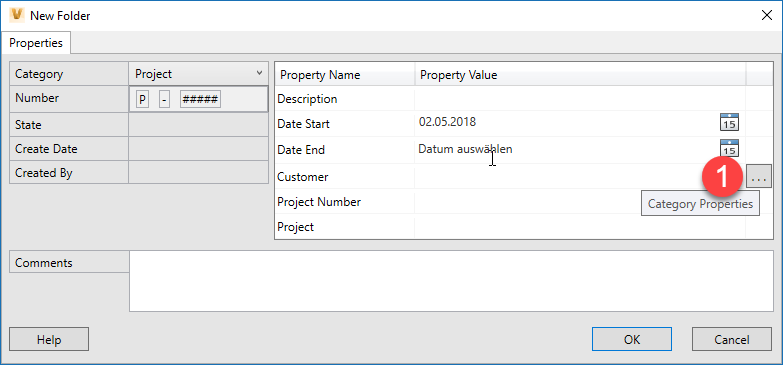 New Folder
Properties
Category Project
Number P - #####
State
Create Date
Created By
Property Name Property Value
Description
Date Start 02.05.2018 15
Date End Datum auswählen 15
Customer 1 ...
Category Properties
Project Number
Project
Comments
Help OK Cancel